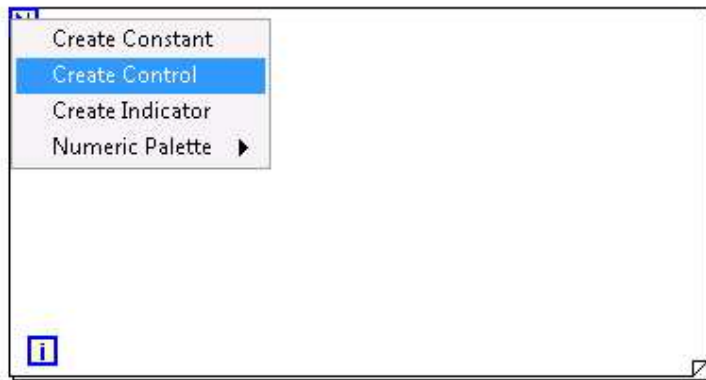 Create Constant
Create Control
Create Indicator
Numeric Palette
i